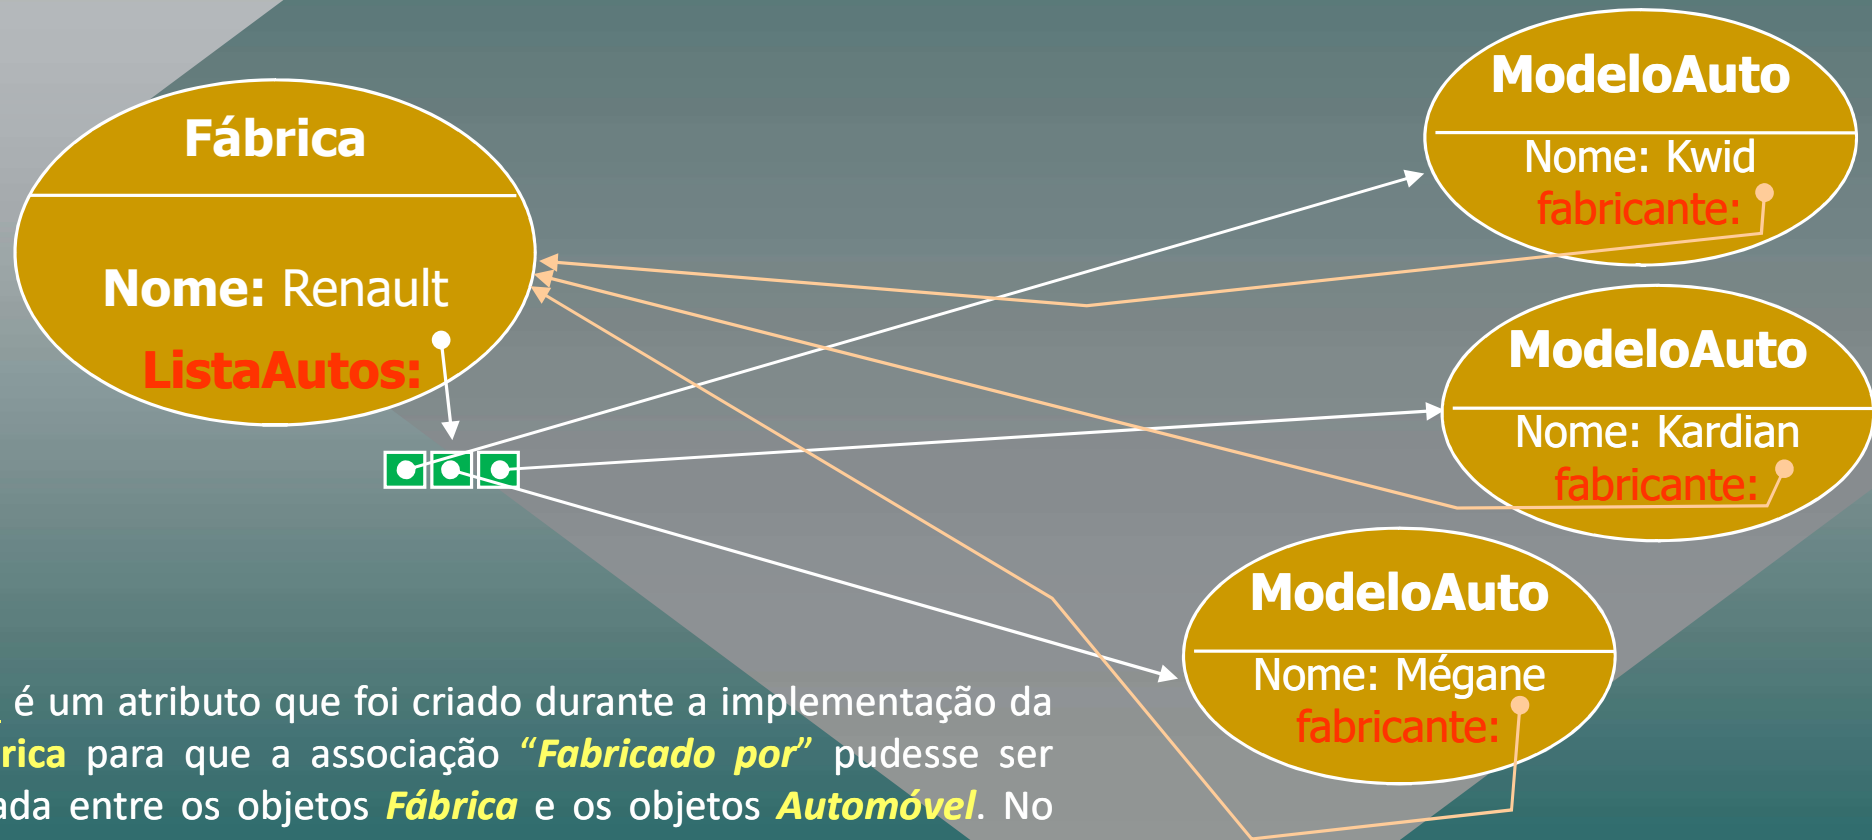 Fábrica
Nome: Renault
ListaAutos:
ModeloAuto
Nome: Kwid
fabricante:
ModeloAuto
Nome: Kardian
fabricante:
ModeloAuto
Nome: Mégane
fabricante:
é um atributo que foi criado durante a implementação da
para que a associação “Fabricado por” pudesse ser
entre os objetos Fábrica e os objetos Automóvel. No